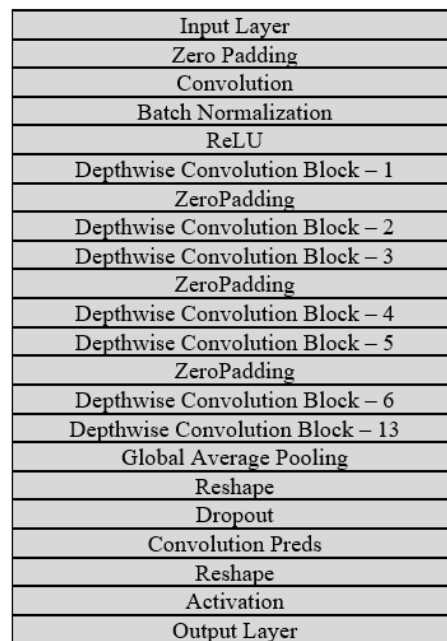 Input Layer
Zero Padding
Convolution
Batch Normalization
ReLU
Depthwise Convolution Block – 1
ZeroPadding
Depthwise Convolution Block – 2
Depthwise Convolution Block – 3
ZeroPadding
Depthwise Convolution Block – 4
Depthwise Convolution Block – 5
ZeroPadding
Depthwise Convolution Block – 6
Depthwise Convolution Block – 13
Global Average Pooling
Reshape
Dropout
Convolution Preds
Reshape
Activation
Output Layer